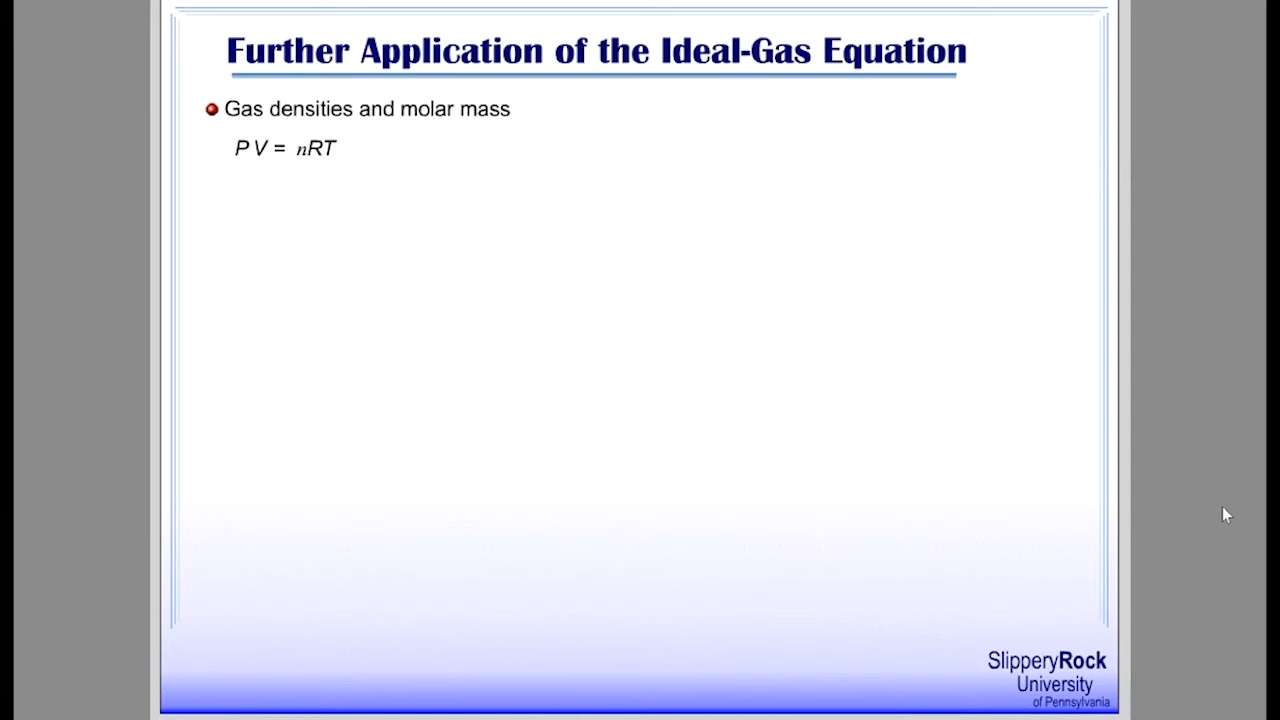 Further Application of the Ideal-Gas Equation
Gas densities and molar mass
P V = nRT
SlipperyRock
University
of Pennsylvania